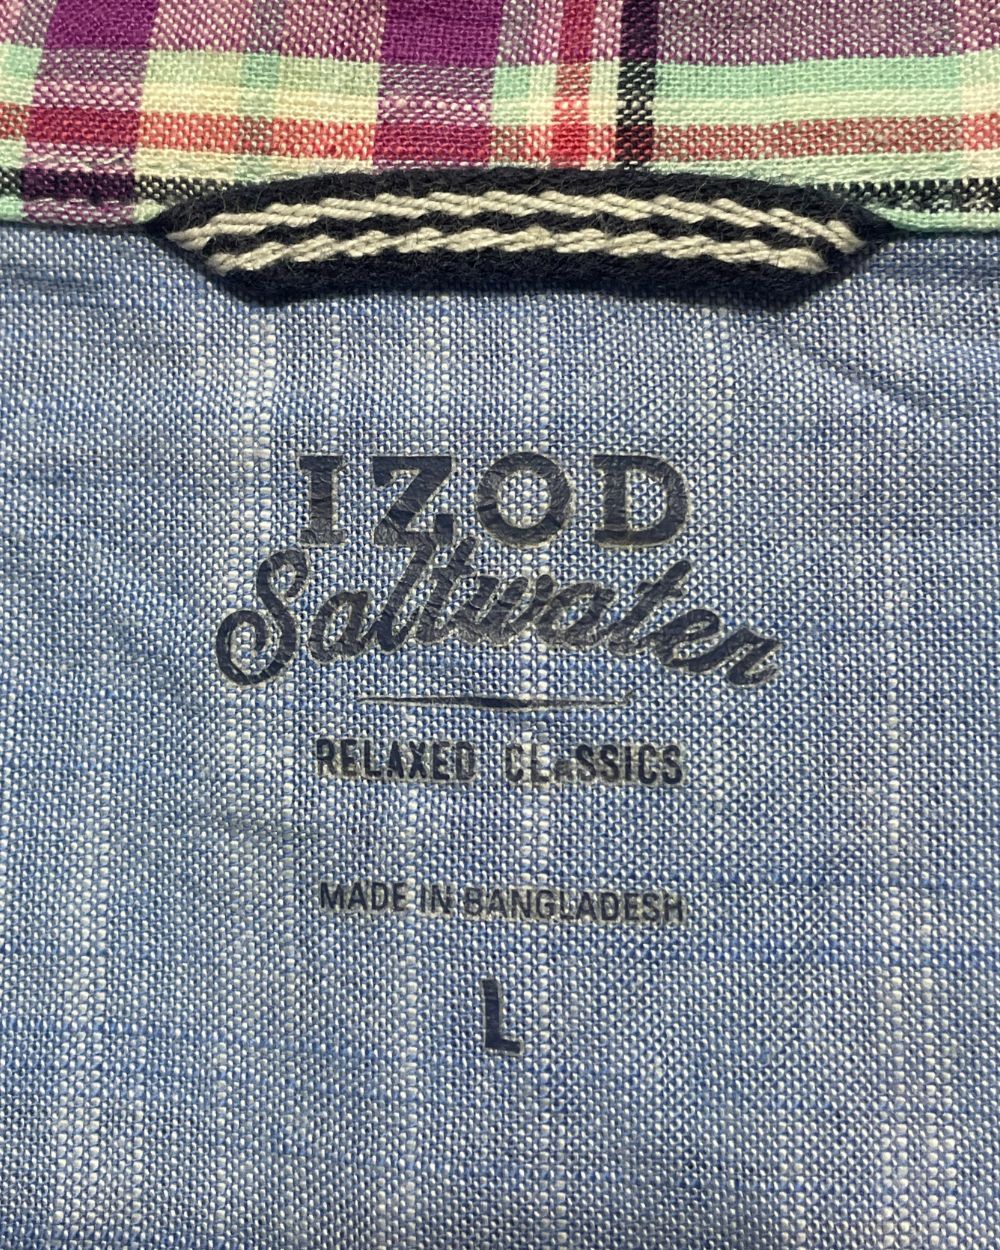 IZOD
Saltwater
RELAXED CLaSSICS
MADE IN BANGLADESH
L